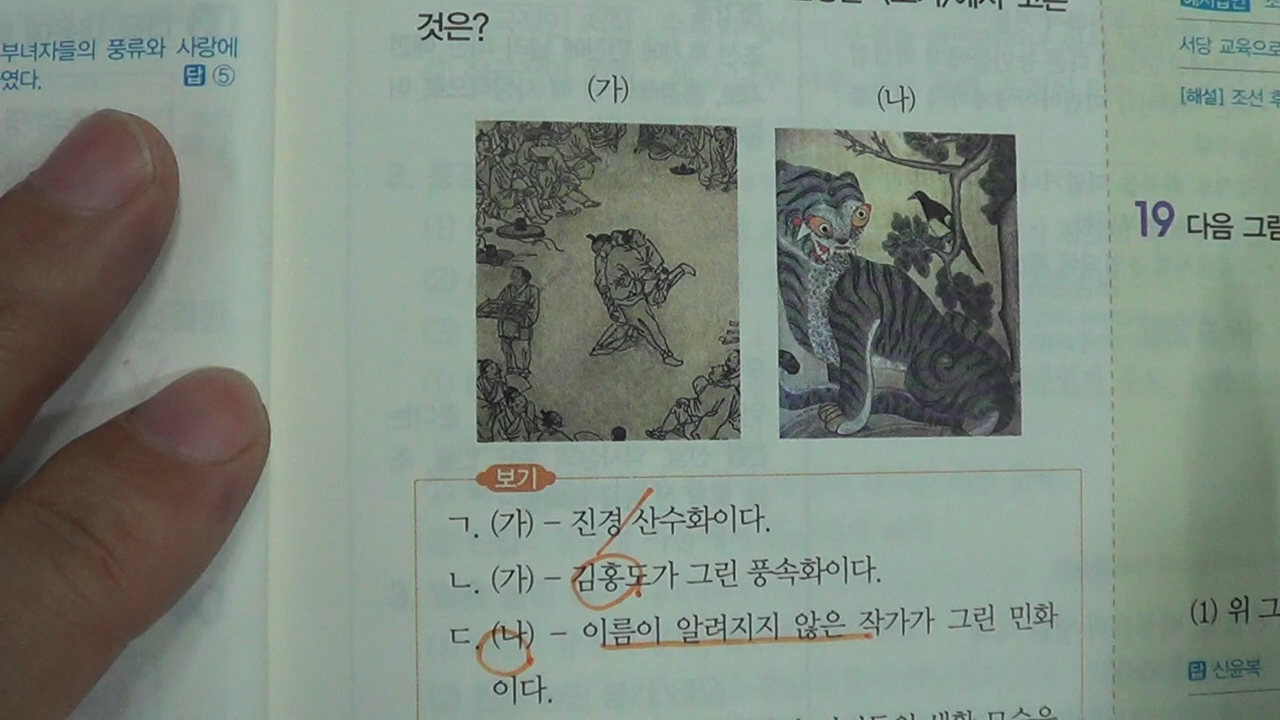 부녀자들의 풍류와 사랑에
였다. 답 ⑤
것은?
(가)
(나)
보기
ㄱ. (가) – 진경 산수화이다.
ㄴ. (가) – 김홍도가 그린 풍속화이다.
ㄷ. (나) – 이름이 알려지지 않은 작가가 그린 민화
이다.
서당 교육으로
[해설] 조선 후
19 다음 그림
(1) 위 그
답 신윤복